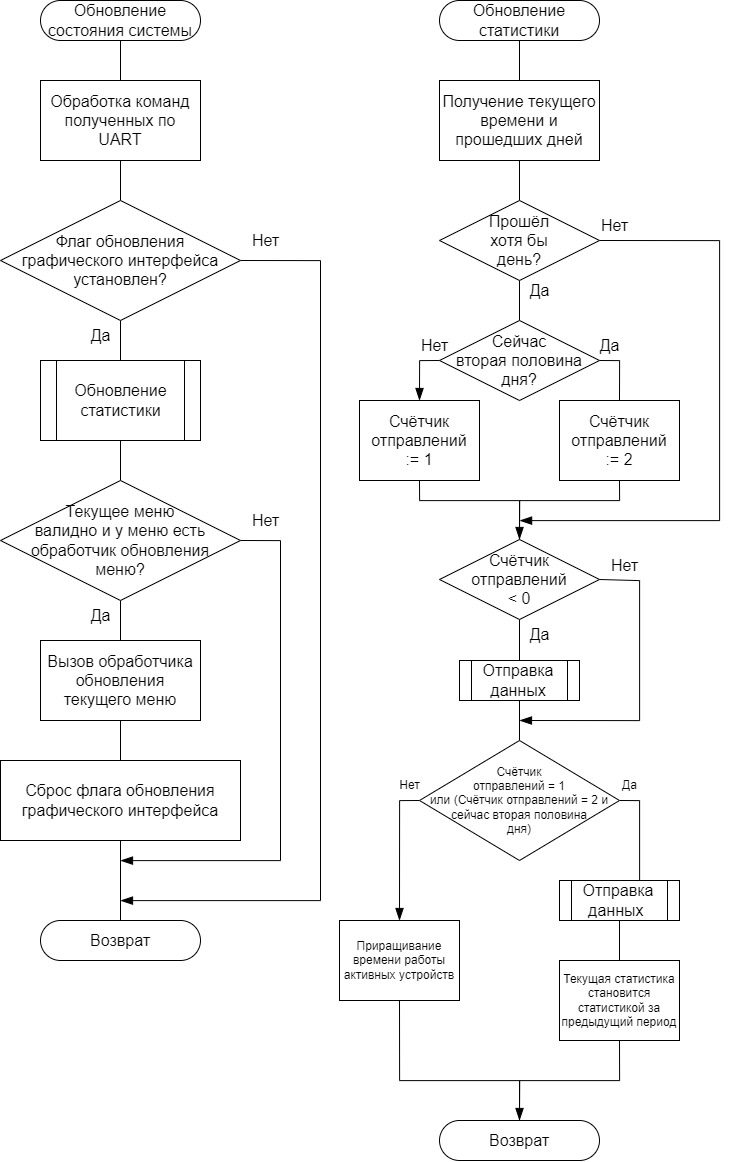 Обновление
состояния системы
Обработка команд
полученных по
UART
Флаг обновления
графического интерфейса
установлен?
Нет
Да
Обновление
статистики
Текущее меню
валидно и у меню есть
обработчик обновления
меню?
Нет
Да
Вызов обработчика
обновления
текущего меню
Сброс флага обновления
графического интерфейса
Возврат
Обновление
статистики
Получение текущего
времени и
прошедших дней
Прошёл
хотя бы
день?
Нет
Да
Сейчас
вторая половина
дня?
Нет
Да
Счётчик
отправлений
:= 1
Счётчик
отправлений
:= 2
Счётчик
отправлений
< 0
Нет
Да
Отправка
данных
Счётчик
отправлений = 1
или (Счётчик отправлений = 2 и
сейчас вторая половина
дня)
Нет
Да
Отправка
данных
Приращивание
времени работы
активных устройств
Текущая статистика
становится
статистикой за
предыдущий период
Возврат